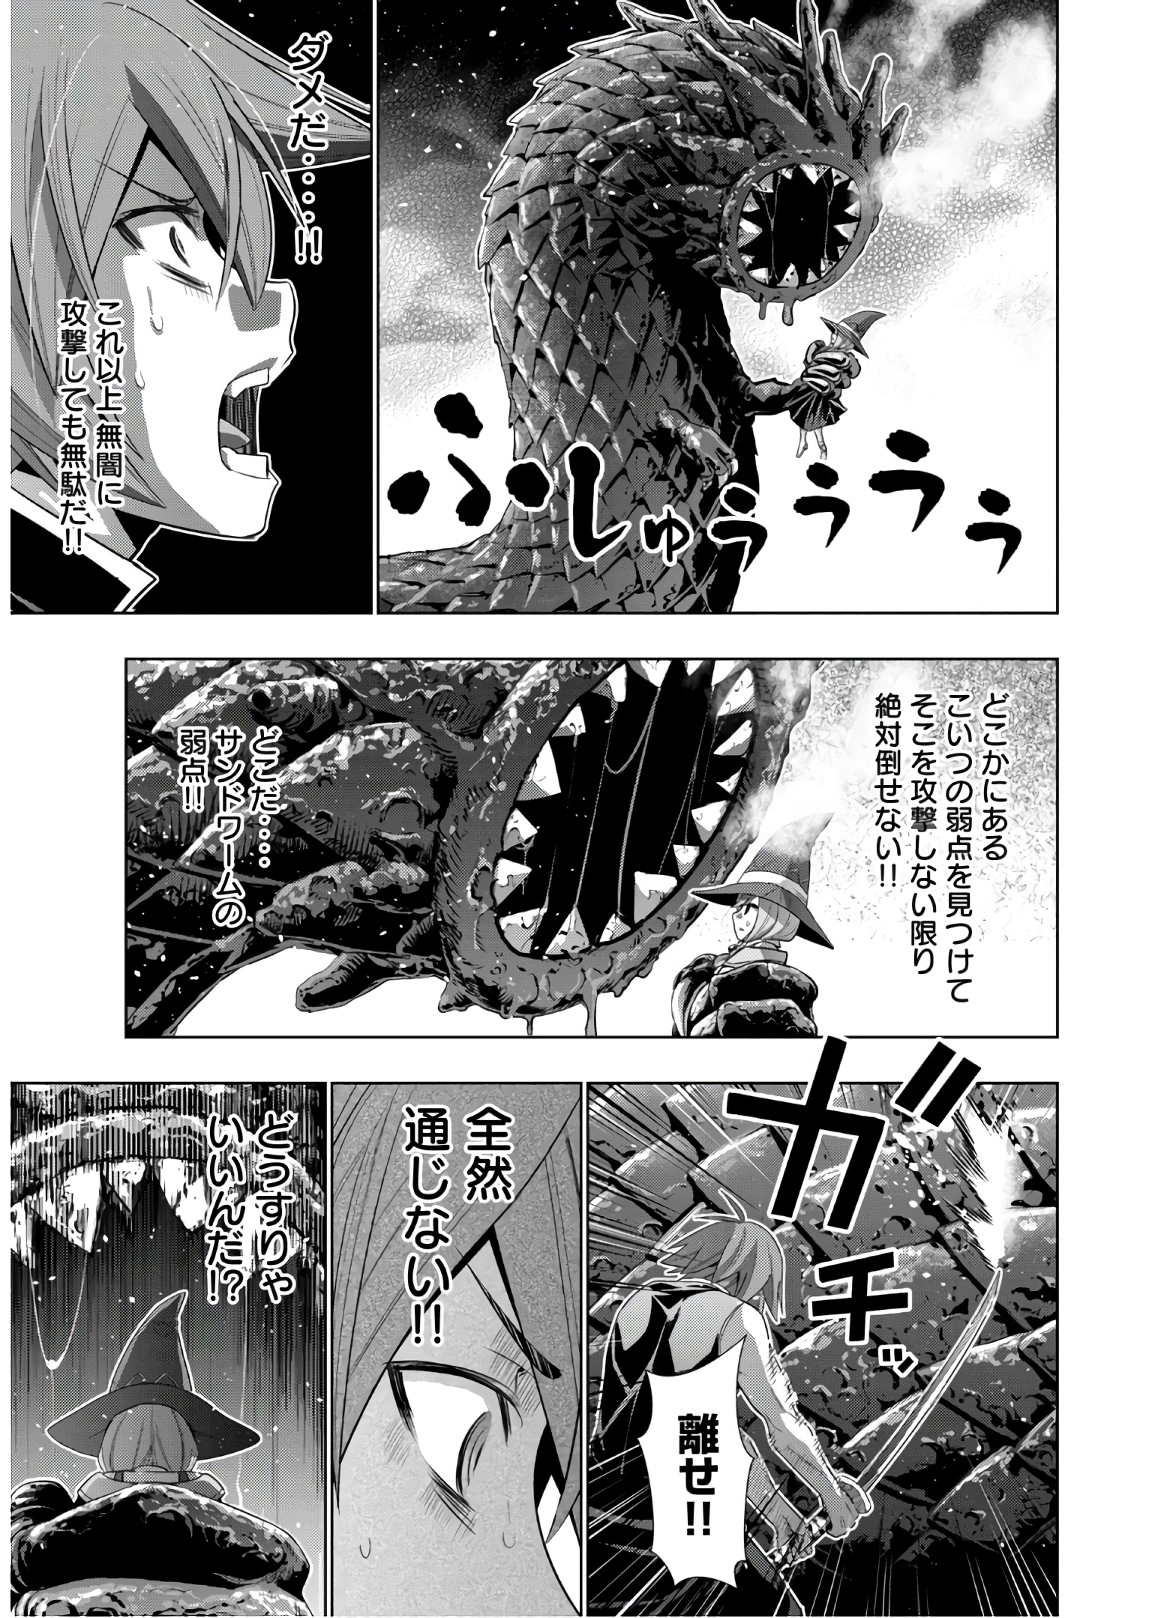 ふしゅううううぅ
ダメだ‥‥!!
これ以上無闇に
攻撃しても無駄だ!!
どこかにある
こいつの弱点を見つけて
そこを攻撃しない限り
絶対倒せない!!
どこだ‥‥
サンドワームの
弱点!!
ガチッ
離せ!!
全然
通じない!!
どうすりゃ
いいんだ!?